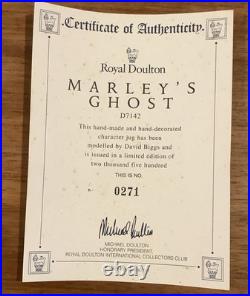 Certificate of Authenticity.
Royal Doulton
MARLEY'S
GHOST
D7142
This hand-made and hand-decorated
character jug has been
modelled by David Biggs and
is issued in a limited edition of
two thousand five hundred
THIS IS NO.
0271
Michael Doulton
MICHAEL DOULTON
HONORARY PRESIDENT,
ROYAL DOULTON INTERNATIONAL COLLECTORS CLUB